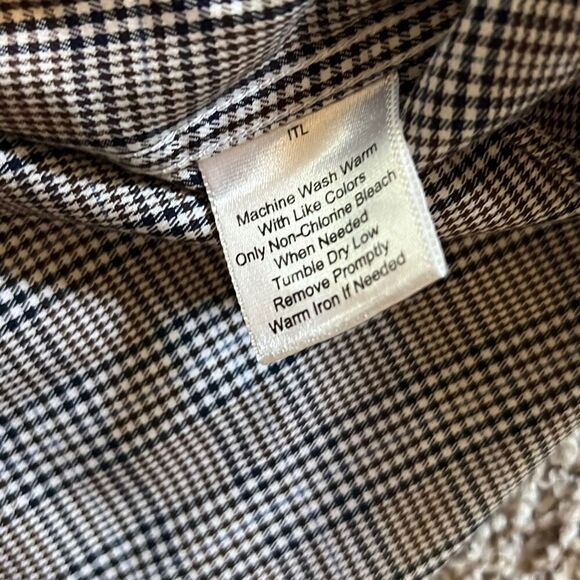 ITL
Machine Wash Warm
With Like Colors
Only Non-Chlorine Bleach
When Needed
Tumble Dry Low
Remove Promptly
Warm Iron If Needed